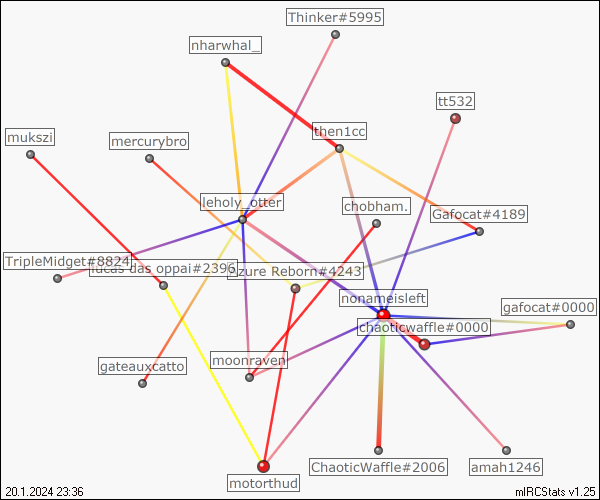 Thinker#5995
nharwhal_
tt532
then1cc
mukszi
mercurybro
leholy_otter
chobham.
Gafocat#4189
TripleMidget#8824
lucas das oppai#2396
Azure Reborn#4243
nonameisleft
gafocat#0000
chaoticwaffle#0000
moonraven
gateauxcatto
ChaoticWaffle#2006
amah1246
motorthud
20.1.2024 23:36
mIRCStats v1.25